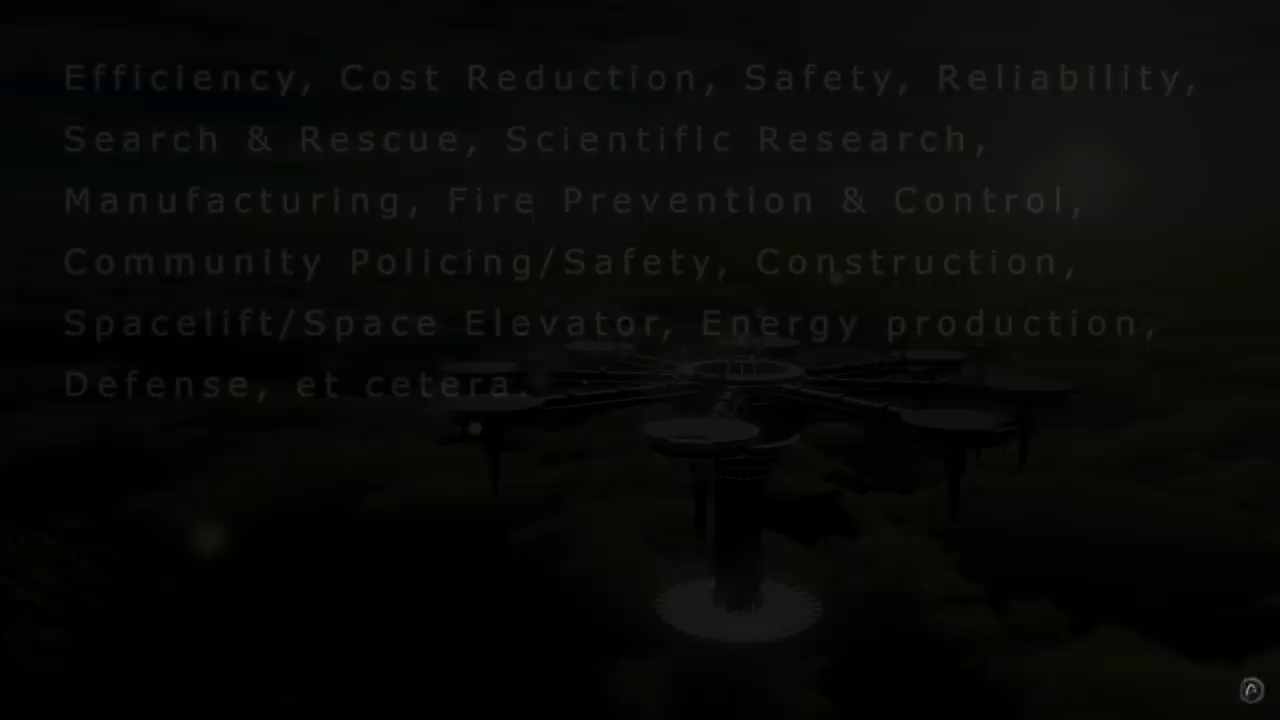 Efficiency, Cost Reduction, Safety, Reliability,
Search & Rescue, Scientific Research,
Manufacturing, Fire Prevention & Control,
Community Policing/Safety, Construction,
Spacelift/Space Elevator, Energy production,
Defense, et cetera.